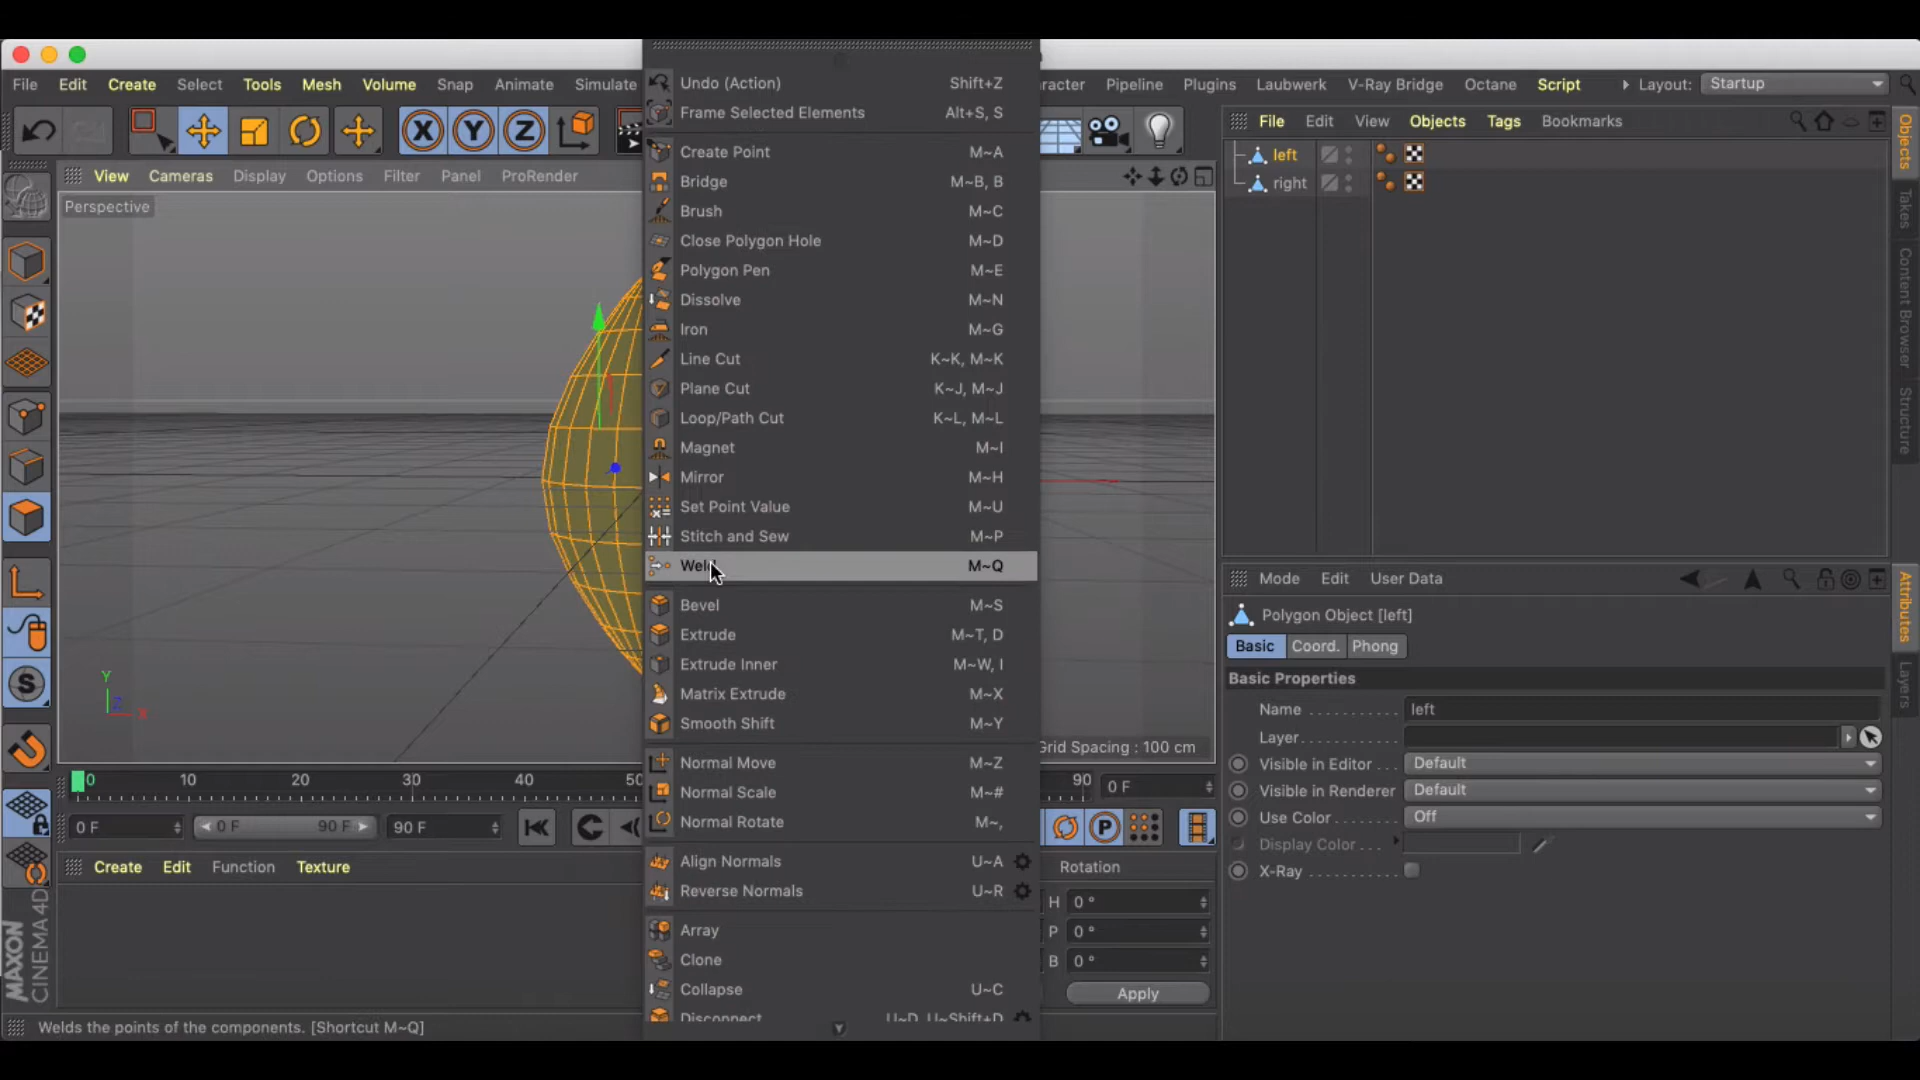 File Edit Create Select Tools Mesh Volume Snap Animate Simulate
Pipeline Plugins Laubwerk V-Ray Bridge Octane Script Layout: Startup
X Y Z
View Cameras Display Options Filter Panel ProRender
Perspective
Undo (Action) Shift+Z
Frame Selected Elements Alt+S, S
Create Point M~A
Bridge M~B, B
Brush M~C
Close Polygon Hole M~D
Polygon Pen M~E
Dissolve M~N
Iron M~G
Line Cut K~K, M~K
Plane Cut K~J, M~J
Loop/Path Cut K~L, M~L
Magnet M~I
Mirror M~H
Set Point Value M~U
Stitch and Sew M~P
Weld M~Q
Bevel M~S
Extrude M~T, D
Extrude Inner M~W, I
Matrix Extrude M~X
Smooth Shift M~Y
Normal Move M~Z
Normal Scale M~#
Normal Rotate M~,
Align Normals U~A
Reverse Normals U~R
Array
Clone
Collapse U~C
Disconnect U~D, U~Shift+D
Grid Spacing : 100 cm
Y
Z X
S
0 10 20 30 40 50 90 0 F
0 F 0 F 90 F 90 F
P
Create Edit Function Texture
Rotation
H 0 °
P 0 °
B 0 °
Apply
MAXON
CINEMA 4D
Welds the points of the components. [Shortcut M~Q]
File Edit View Objects Tags Bookmarks
left
right
Objects
Takes
Content Browser
Structure
Mode Edit User Data
Polygon Object [left]
Basic Coord. Phong
Basic Properties
Name left
Layer
Visible in Editor Default
Visible in Renderer Default
Use Color Off
Display Color
X-Ray
Attributes
Layers